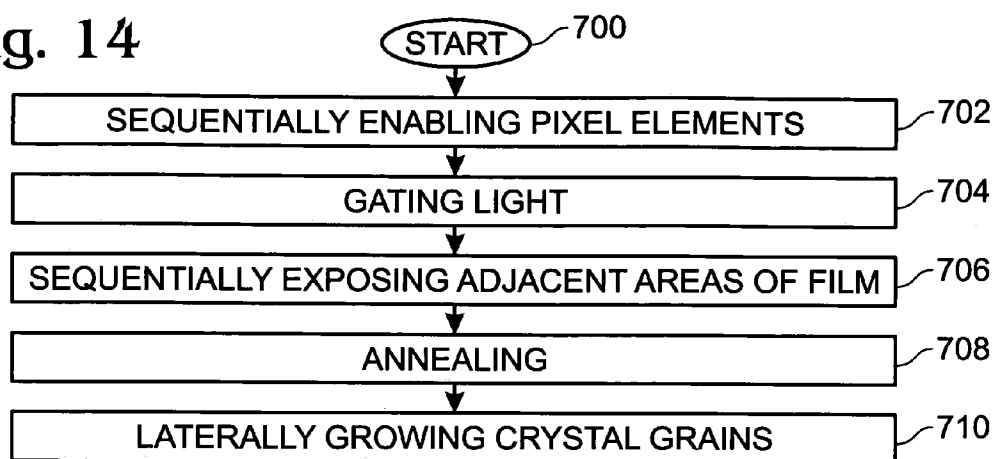 g. 14
START 700
SEQUENTIALLY ENABLING PIXEL ELEMENTS 702
GATING LIGHT 704
SEQUENTIALLY EXPOSING ADJACENT AREAS OF FILM 706
ANNEALING 708
LATERALLY GROWING CRYSTAL GRAINS 710